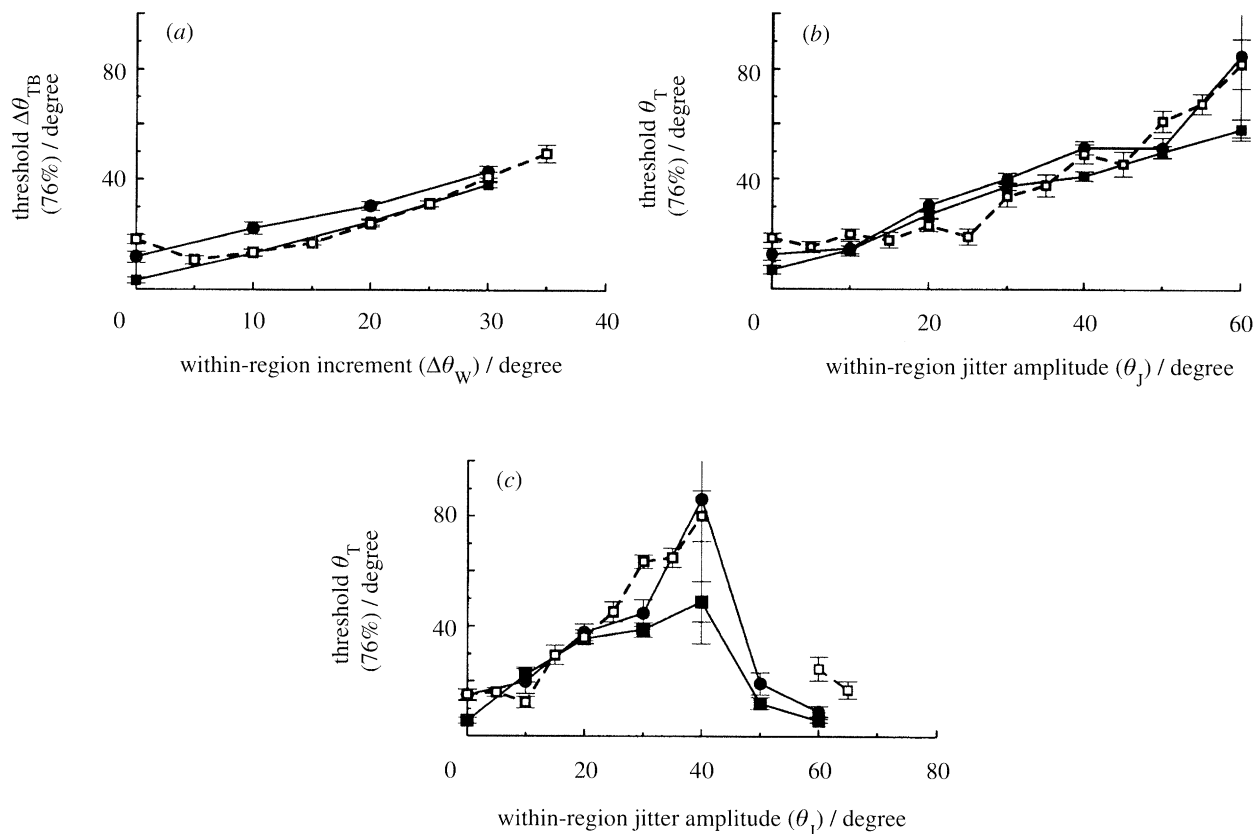 (a)
80
40
threshold Δθ_TB
(76%) / degree
0 10 20 30 40
within-region increment (Δθ_W) / degree
(b)
80
40
threshold θ_T
(76%) / degree
0 20 40 60
within-region jitter amplitude (θ_J) / degree
(c)
80
40
threshold θ_T
(76%) / degree
0 20 40 60 80
within-region jitter amplitude (θ_J) / degree